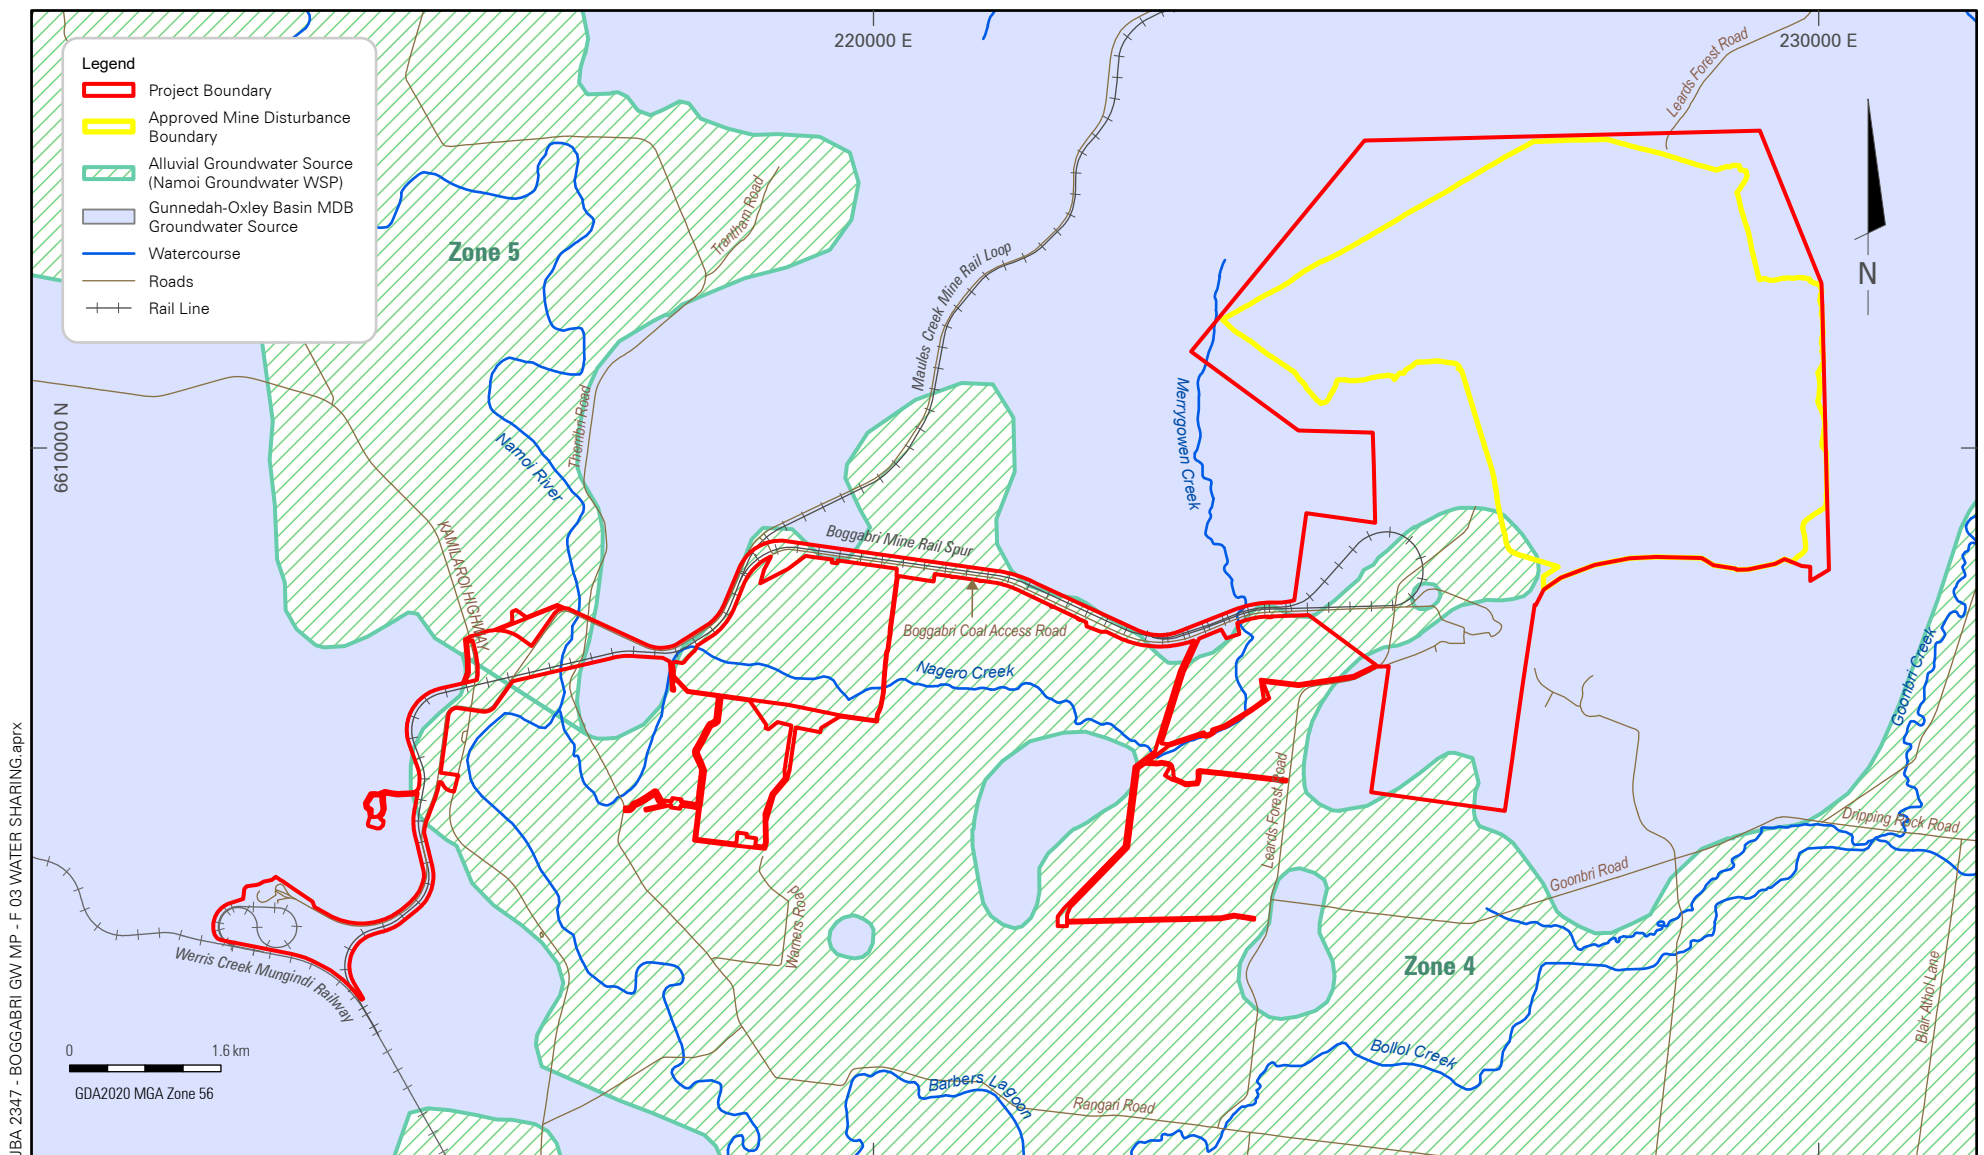 220000 E
230000 E
Legend
Project Boundary
Approved Mine Disturbance
Boundary
Alluvial Groundwater Source
(Namoi Groundwater WSP)
Gunnedah-Oxley Basin MDB
Groundwater Source
Watercourse
Roads
Rail Line
Leards Forest Road
N
Zone 5
Trantham Road
Maules Creek Mine Rail Loop
Therribri Road
Namoi River
6610000 N
Merrygowen Creek
KAMILAROI HIGHWAY
Boggabri Mine Rail Spur
Boggabri Coal Access Road
Nagero Creek
Goonbri Creek
Leards Forest Road
Dripping Rock Road
Goonbri Road
Warners Road
Werris Creek Mungindi Railway
Zone 4
Blair Athol Lane
Bollol Creek
Barbers Lagoon
Rangari Road
0 1.6 km
GDA2020 MGA Zone 56
JBA 2347 - BOGGABRI GW MP - F 03 WATER SHARING.aprx